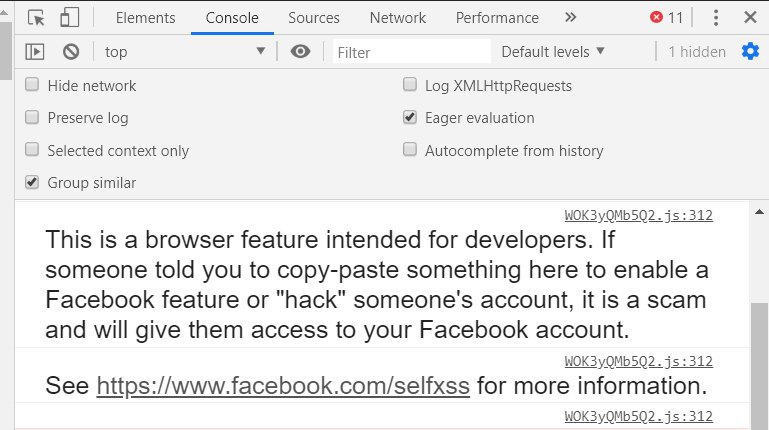 Elements Console Sources Network Performance » 11
top Filter Default levels ▼ 1 hidden
Hide network Log XMLHttpRequests
Preserve log Eager evaluation
Selected context only Autocomplete from history
Group similar
WOK3yQMb5Q2.js:312
This is a browser feature intended for developers. If
someone told you to copy-paste something here to enable a
Facebook feature or "hack" someone's account, it is a scam
and will give them access to your Facebook account.
WOK3yQMb5Q2.js:312
See https://www.facebook.com/selfxss for more information.
WOK3yQMb5Q2.js:312